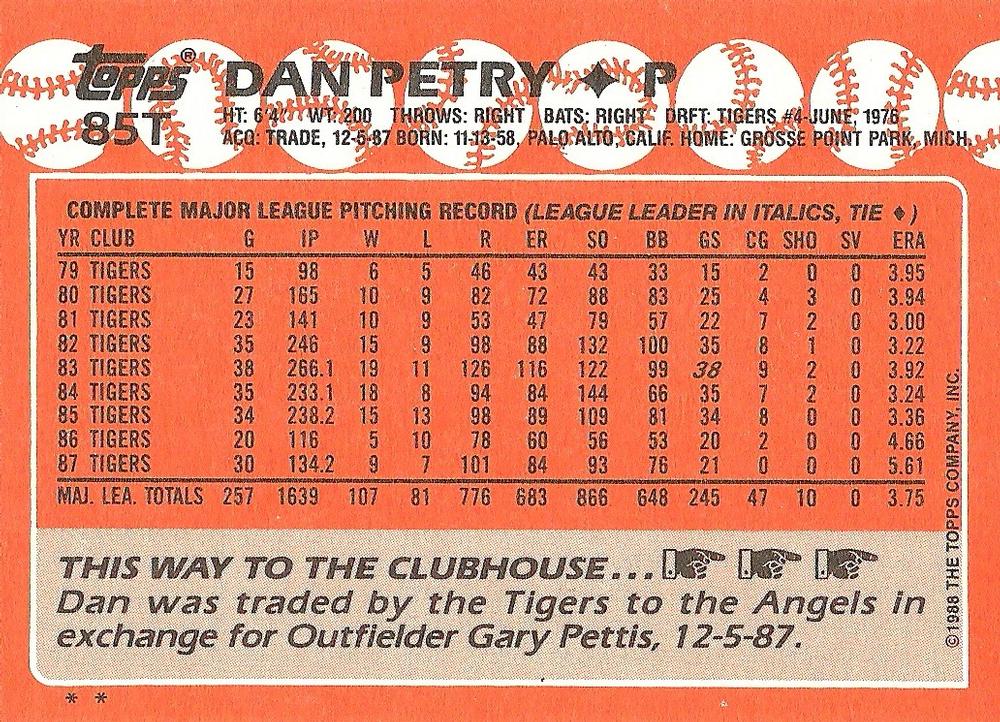 topps® DAN PETRY ◆ P
85T
HT: 6'4" WT: 200 THROWS: RIGHT BATS: RIGHT DRFT: TIGERS #4-JUNE, 1976
ACQ: TRADE, 12-5-87 BORN: 11-13-58, PALO ALTO, CALIF. HOME: GROSSE POINT PARK, MICH.
COMPLETE MAJOR LEAGUE PITCHING RECORD (LEAGUE LEADER IN ITALICS, TIE ♦)
YR CLUB G IP W L R ER SO BB GS CG SHO SV ERA
79 TIGERS 15 98 6 5 46 43 43 33 15 2 0 0 3.95
80 TIGERS 27 165 10 9 82 72 88 83 25 4 3 0 3.94
81 TIGERS 23 141 10 9 53 47 79 57 22 7 2 0 3.00
82 TIGERS 35 246 15 9 98 88 132 100 35 8 1 0 3.22
83 TIGERS 38 266.1 19 11 126 116 122 99 38 9 2 0 3.92
84 TIGERS 35 233.1 18 8 94 84 144 66 35 7 2 0 3.24
85 TIGERS 34 238.2 15 13 98 89 109 81 34 8 0 0 3.36
86 TIGERS 20 116 5 10 78 60 56 53 20 2 0 0 4.66
87 TIGERS 30 134.2 9 7 101 84 93 76 21 0 0 0 5.61
MAJ. LEA. TOTALS 257 1639 107 81 776 683 866 648 245 47 10 0 3.75
THIS WAY TO THE CLUBHOUSE...
Dan was traded by the Tigers to the Angels in
exchange for Outfielder Gary Pettis, 12-5-87.
©1988 THE TOPPS COMPANY, INC.
* *